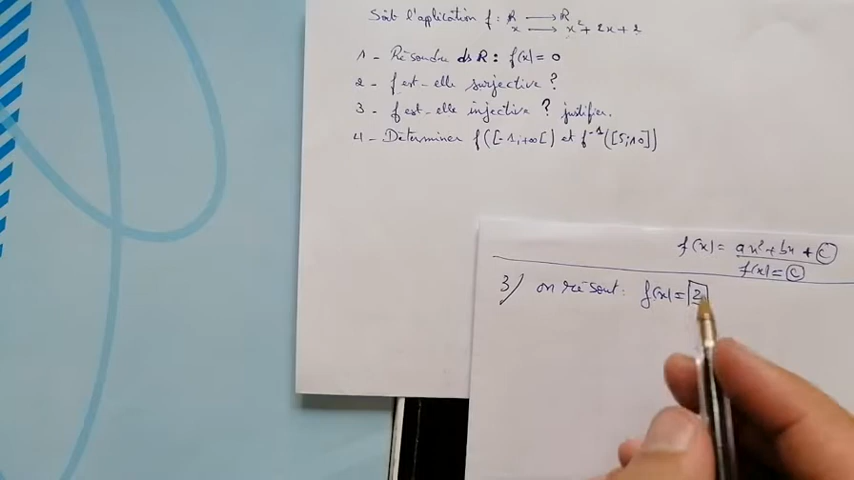 Soit l'application f : R → R
x → x² + 2x + 2
1 - Résoudre ds R : f(x) = 0
2 - f est-elle surjective ?
3 - f est-elle injective ? justifier.
4 - Déterminer f([-1; +∞[) et f⁻¹([5; 10])
f(x) = ax² + bx + c
f(x) = c
3/ on résout : f(x) = 2